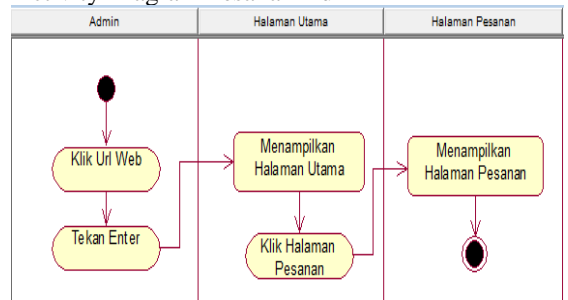 Admin
Halaman Utama
Halaman Pesanan
Klik Url Web
Tekan Enter
Menampilkan
Halaman Utama
Klik Halaman
Pesanan
Menampilkan
Halaman Pesanan